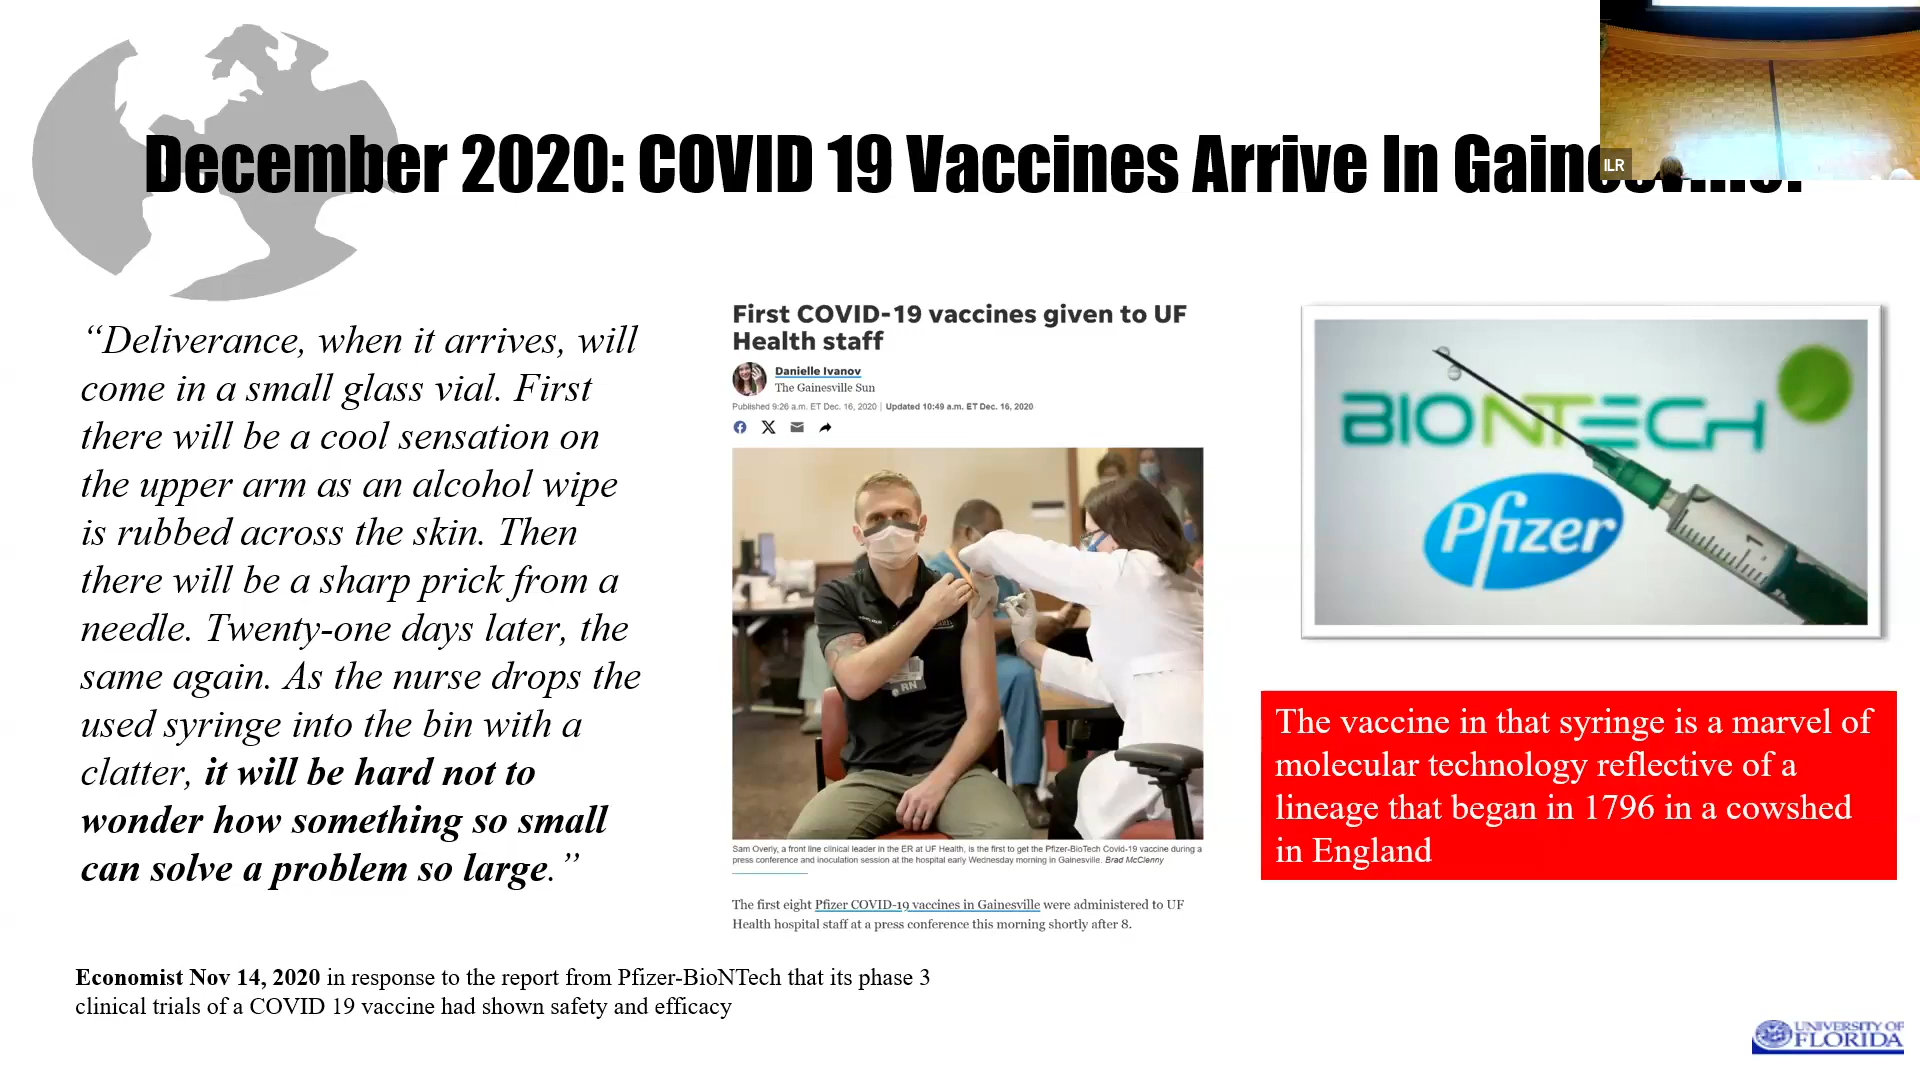 December 2020: COVID 19 Vaccines Arrive In
ILR
“Deliverance, when it arrives, will
come in a small glass vial. First
there will be a cool sensation on
the upper arm as an alcohol wipe
is rubbed across the skin. Then
there will be a sharp prick from a
needle. Twenty-one days later, the
same again. As the nurse drops the
used syringe into the bin with a
clatter, it will be hard not to
wonder how something so small
can solve a problem so large.”
Economist Nov 14, 2020 in response to the report from Pfizer-BioNTech that its phase 3
clinical trials of a COVID 19 vaccine had shown safety and efficacy
First COVID-19 vaccines given to UF
Health staff
Danielle Ivanov
The Gainesville Sun
Published 9:26 a.m. ET Dec. 16, 2020 | Updated 10:49 a.m. ET Dec. 16, 2020
RN
Sam Overly, a front line clinical leader in the ER at UF Health, is the first to get the Pfizer-BioTech Covid-19 vaccine during a
press conference and inoculation session at the hospital early Wednesday morning in Gainesville. Brad McClenny
The first eight Pfizer COVID-19 vaccines in Gainesville were administered to UF
Health hospital staff at a press conference this morning shortly after 8.
BIONTECH
Pfizer
1
The vaccine in that syringe is a marvel of
molecular technology reflective of a
lineage that began in 1796 in a cowshed
in England
UNIVERSITY OF
FLORIDA